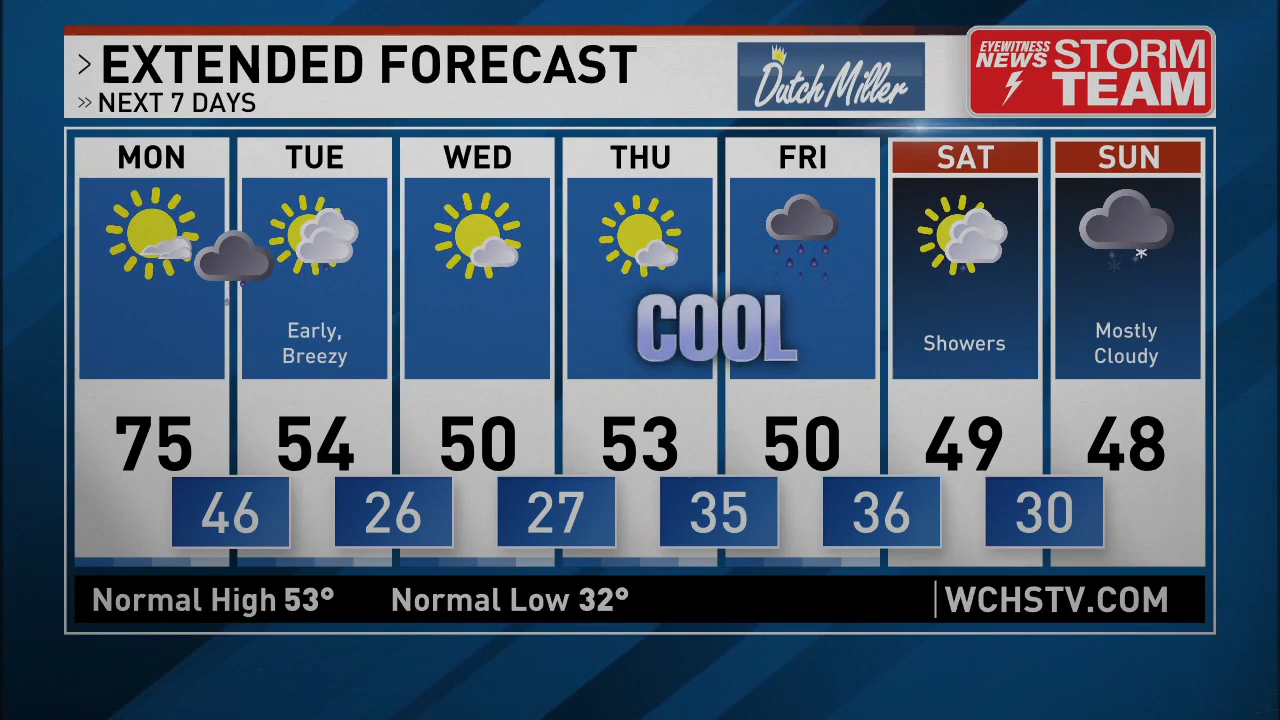 > EXTENDED FORECAST
>> NEXT 7 DAYS
Dutch Miller
EYEWITNESS NEWS STORM TEAM
MON TUE WED THU FRI SAT SUN
Early, Breezy
Showers
Mostly Cloudy
COOL
75 54 50 53 50 49 48
46 26 27 35 36 30
Normal High 53° Normal Low 32° WCHSTV.COM